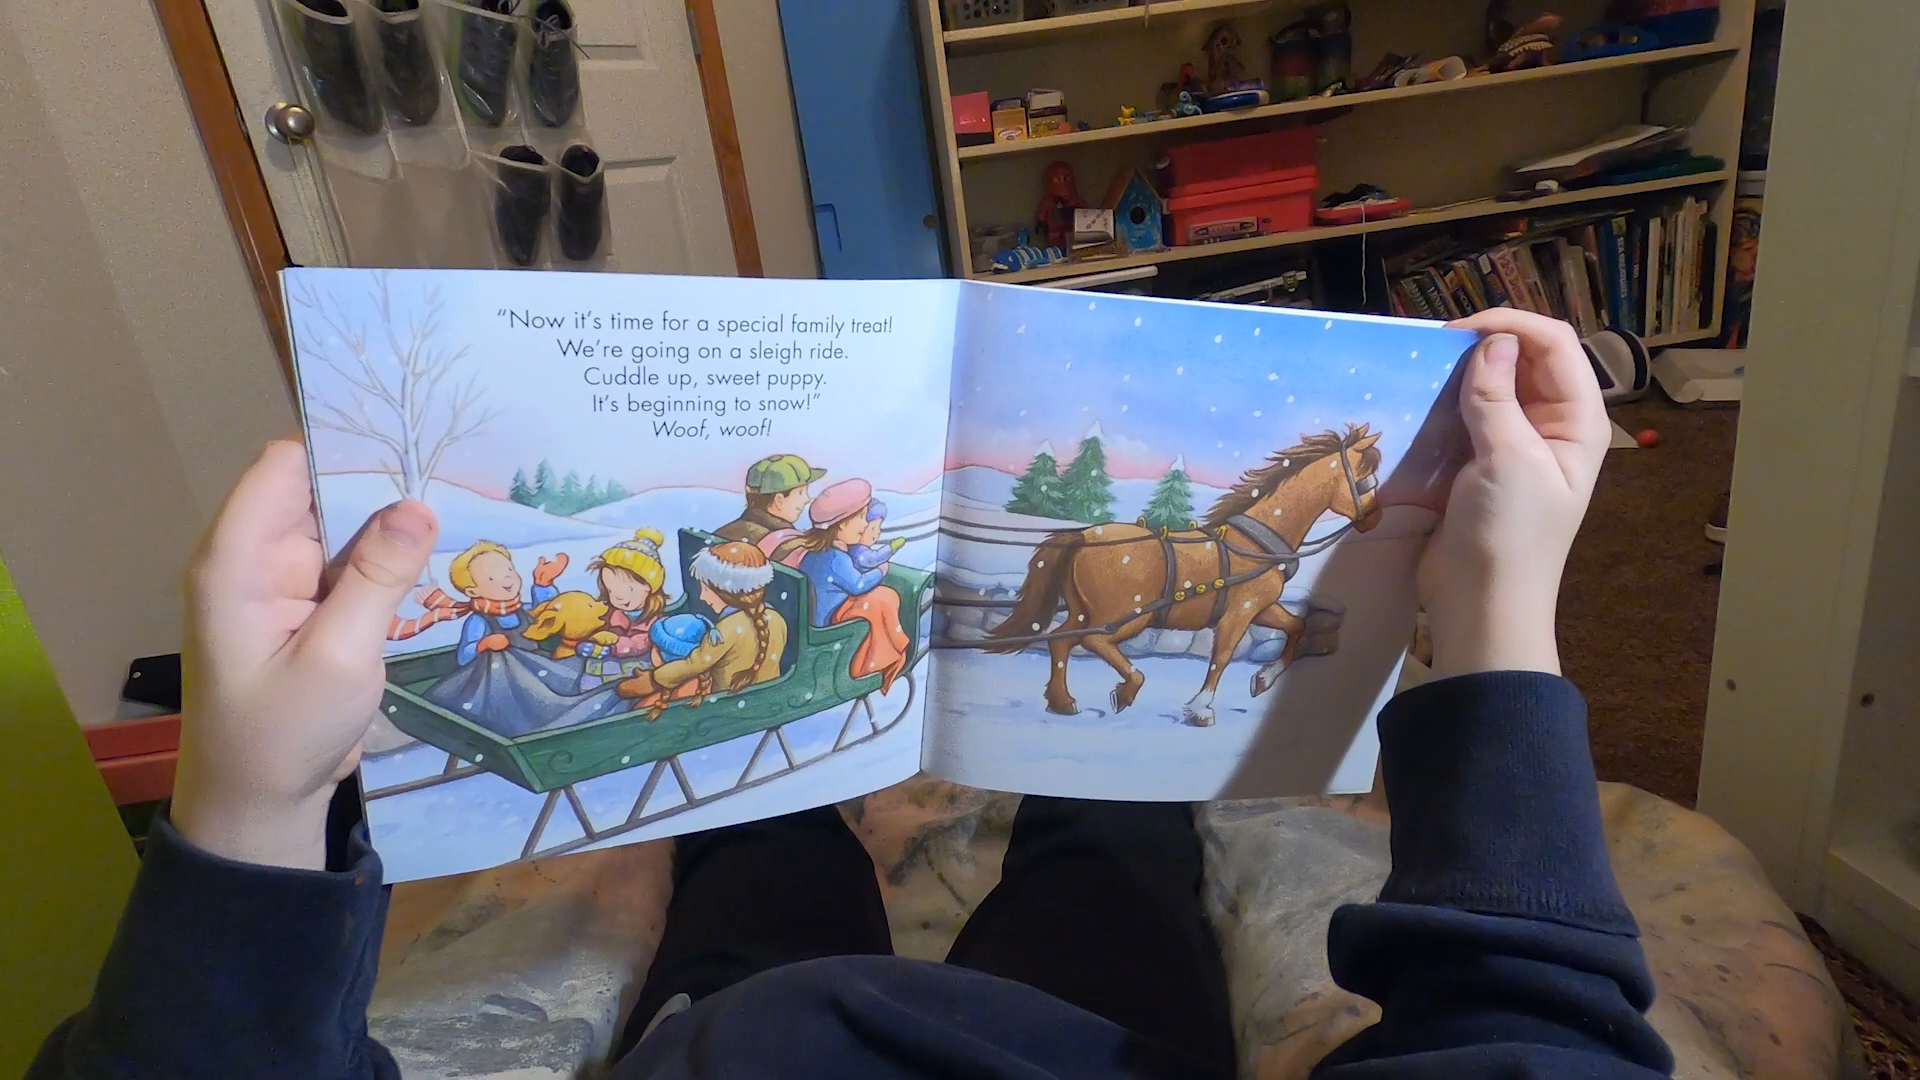 “Now it’s time for a special family treat!
We’re going on a sleigh ride.
Cuddle up, sweet puppy.
It’s beginning to snow!”
Woof, woof!